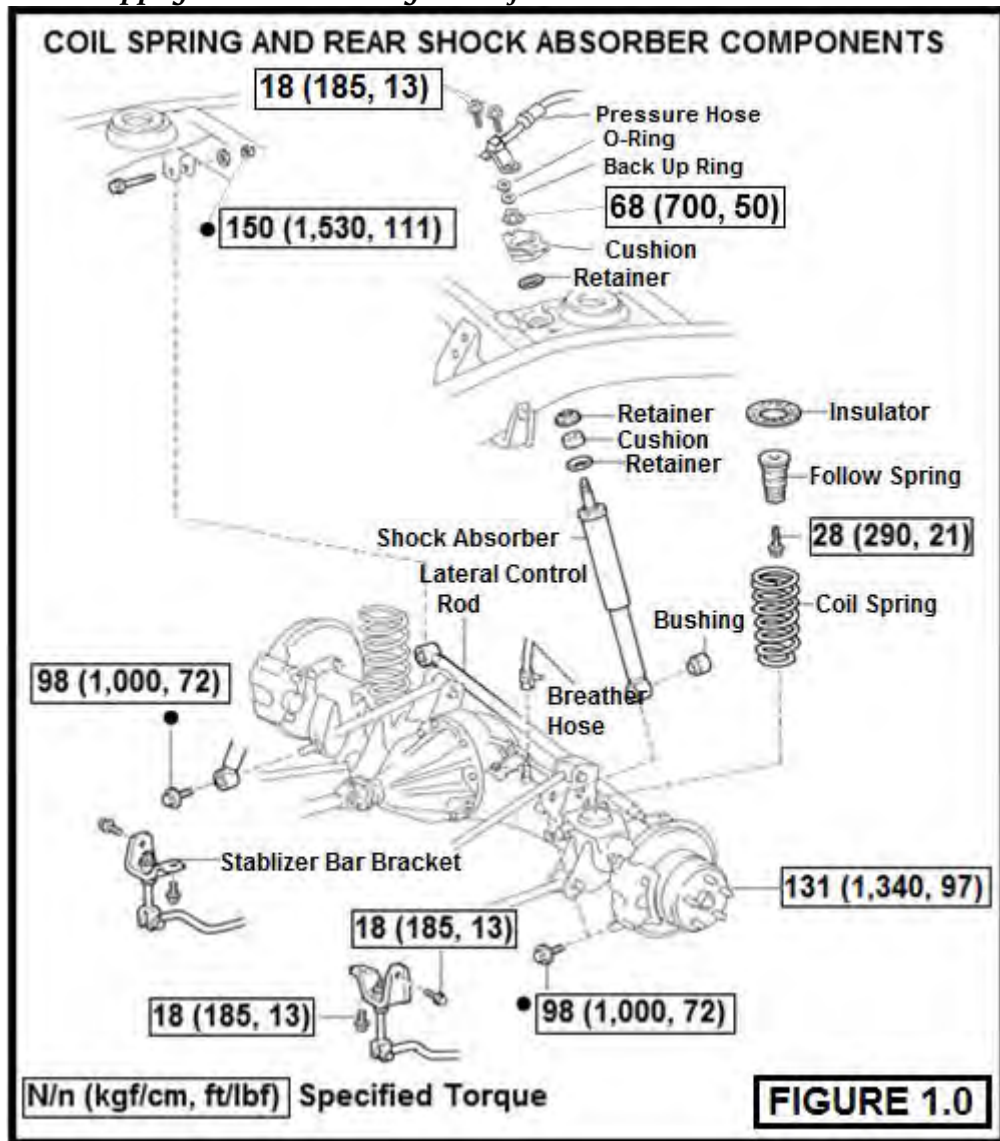 COIL SPRING AND REAR SHOCK ABSORBER COMPONENTS
18 (185, 13)
Pressure Hose
O-Ring
Back Up Ring
68 (700, 50)
150 (1,530, 111)
Cushion
Retainer
Retainer
Cushion
Retainer
Insulator
Follow Spring
28 (290, 21)
Shock Absorber
Lateral Control
Rod
Coil Spring
Bushing
98 (1,000, 72)
Breather
Hose
Stablizer Bar Bracket
131 (1,340, 97)
18 (185, 13)
18 (185, 13)
98 (1,000, 72)
N/n (kgf/cm, ft/lbf) Specified Torque
FIGURE 1.0